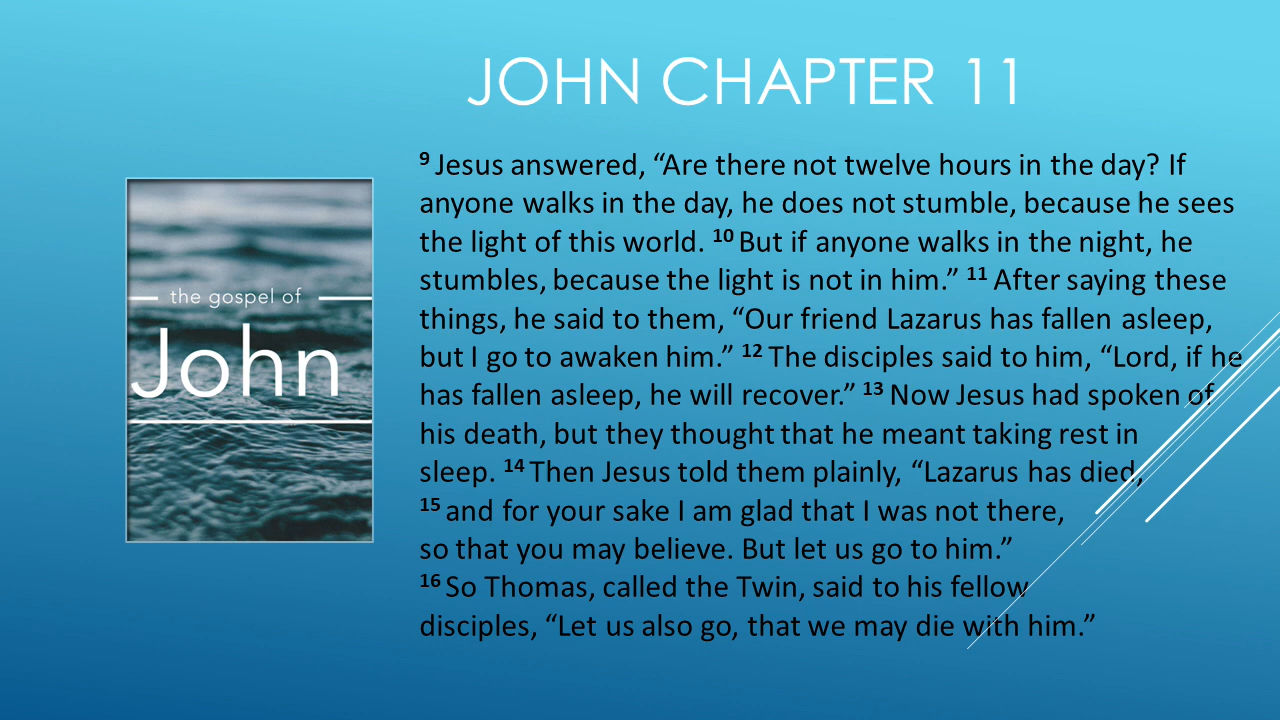 JOHN CHAPTER 11
the gospel of
John
⁹ Jesus answered, “Are there not twelve hours in the day? If
anyone walks in the day, he does not stumble, because he sees
the light of this world. ¹⁰ But if anyone walks in the night, he
stumbles, because the light is not in him.” ¹¹ After saying these
things, he said to them, “Our friend Lazarus has fallen asleep,
but I go to awaken him.” ¹² The disciples said to him, “Lord, if he
has fallen asleep, he will recover.” ¹³ Now Jesus had spoken of
his death, but they thought that he meant taking rest in
sleep. ¹⁴ Then Jesus told them plainly, “Lazarus has died,
¹⁵ and for your sake I am glad that I was not there,
so that you may believe. But let us go to him.”
¹⁶ So Thomas, called the Twin, said to his fellow
disciples, “Let us also go, that we may die with him.”